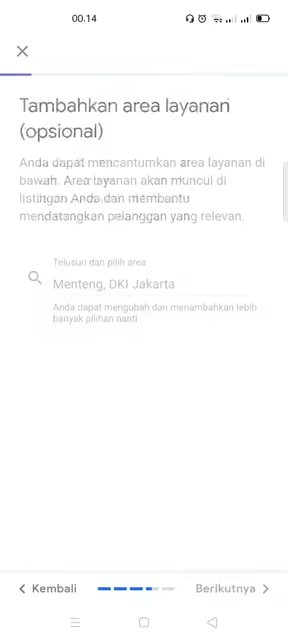 00.14
Tambahkan area layanan
(opsional)
Anda dapat mencantumkan area layanan di
bawah. Area layanan akan muncul di
listingan Anda dan membantu
mendatangkan pelanggan yang relevan.
Telusuri dan pilih area
Menteng, DKI Jakarta
Anda dapat mengubah dan menambahkan lebih
banyak pilihan nanti
Kembali
Berikutnya